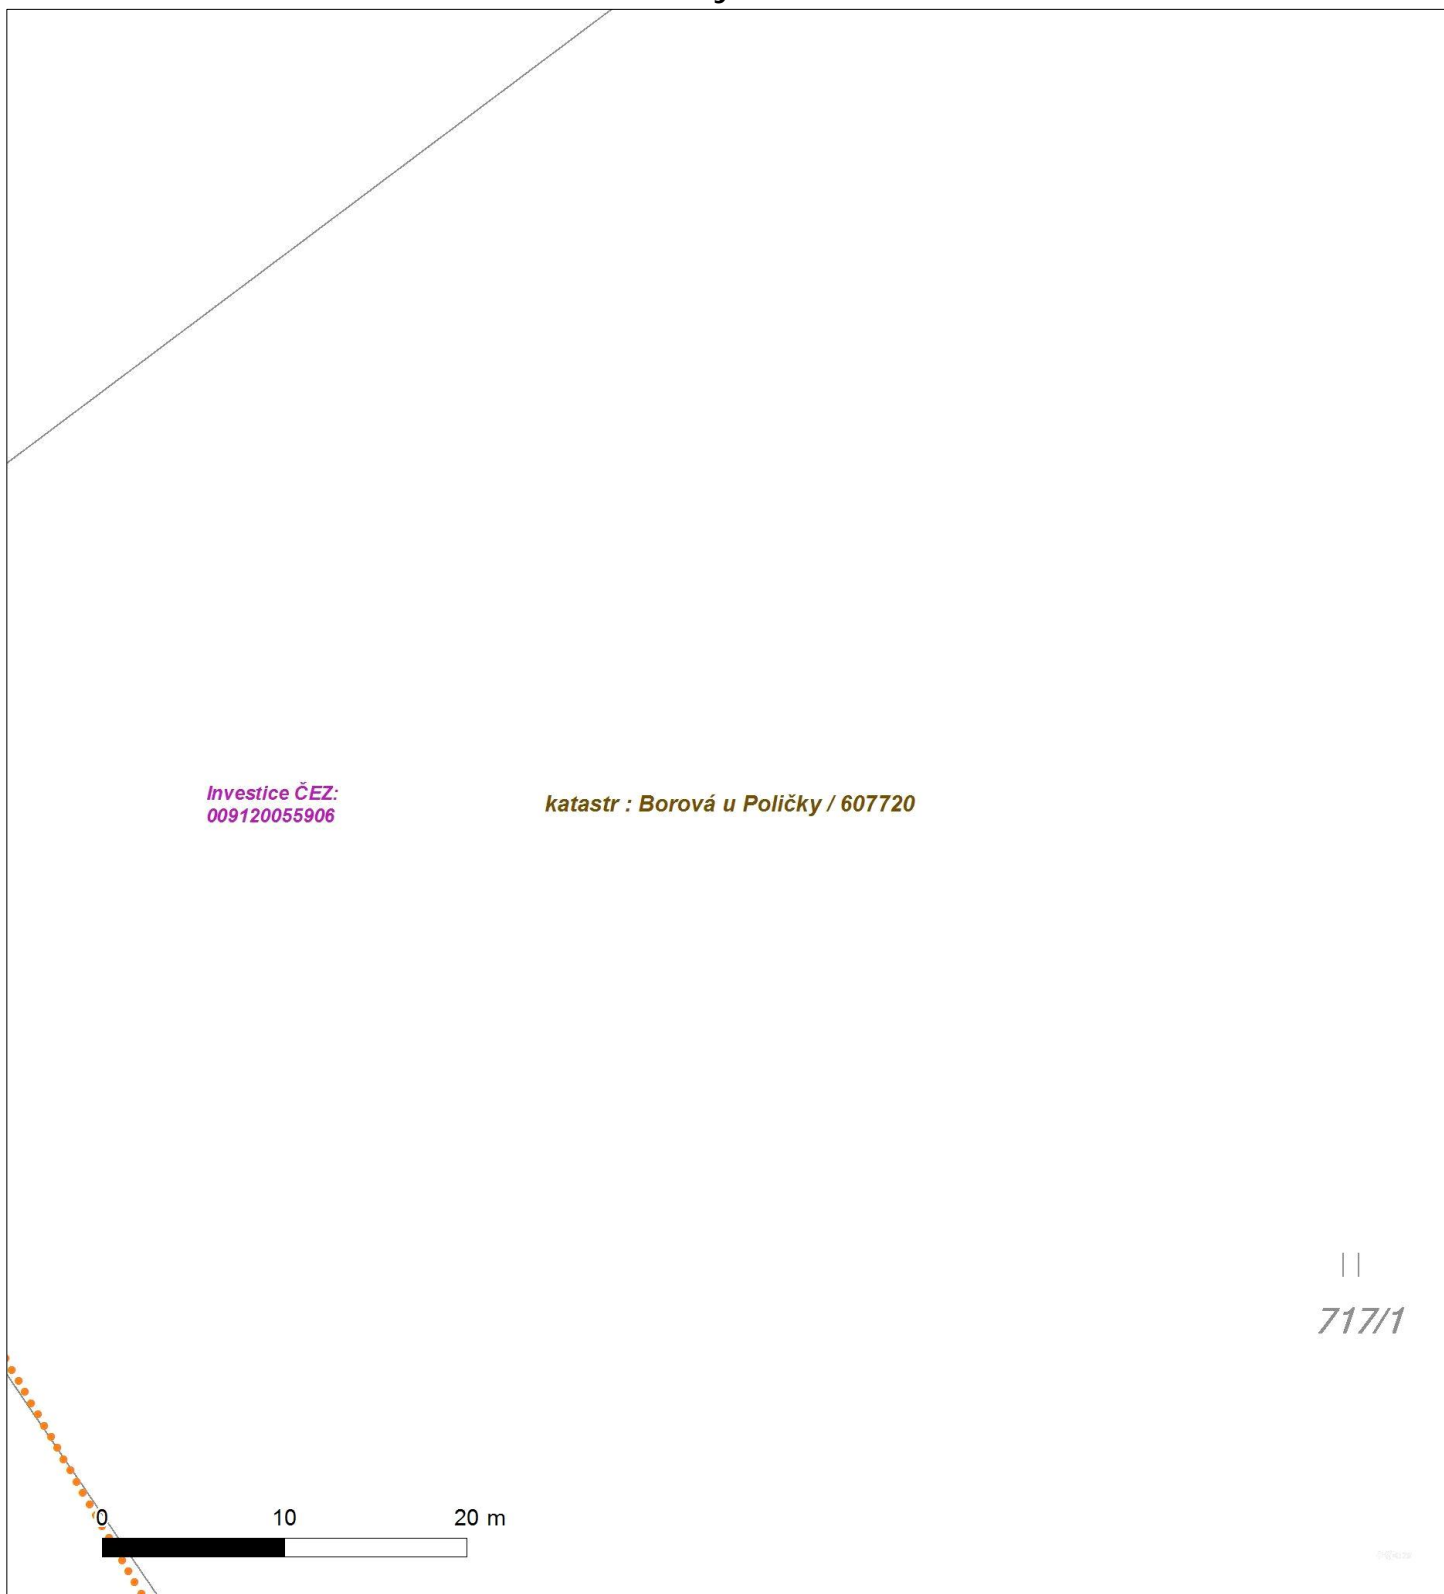 Investice ČEZ:
009120055906
katastr : Borová u Poličky / 607720
717/1
0 10 20 m